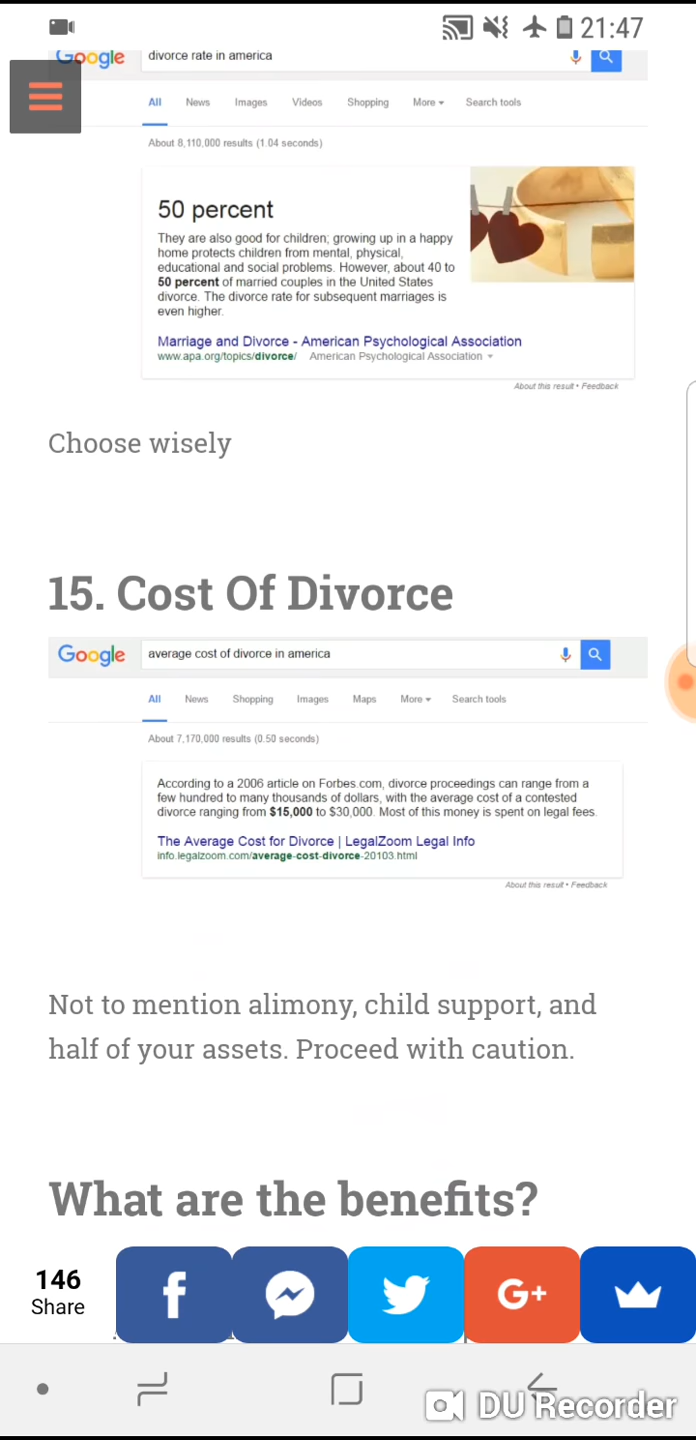 21:47
Google divorce rate in america
All News Images Videos Shopping More Search tools
About 8,110,000 results (1.04 seconds)
50 percent
They are also good for children; growing up in a happy
home protects children from mental, physical,
educational and social problems. However, about 40 to
50 percent of married couples in the United States
divorce. The divorce rate for subsequent marriages is
even higher.
Marriage and Divorce - American Psychological Association
www.apa.org/topics/divorce/ American Psychological Association
About this result • Feedback
Choose wisely
15. Cost Of Divorce
Google average cost of divorce in america
All News Shopping Images Maps More Search tools
About 7,170,000 results (0.50 seconds)
According to a 2006 article on Forbes.com, divorce proceedings can range from a
few hundred to many thousands of dollars, with the average cost of a contested
divorce ranging from $15,000 to $30,000. Most of this money is spent on legal fees.
The Average Cost for Divorce | LegalZoom Legal Info
info.legalzoom.com/average-cost-divorce-20103.html
About this result • Feedback
Not to mention alimony, child support, and
half of your assets. Proceed with caution.
What are the benefits?
146
Share
f
G+
DU Recorder